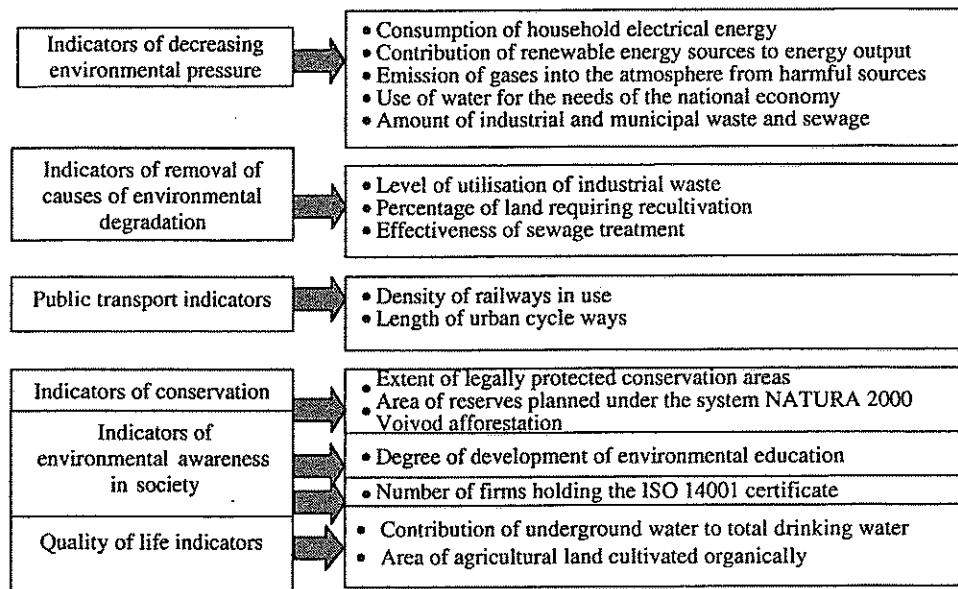 Indicators of decreasing
environmental pressure
• Consumption of household electrical energy
• Contribution of renewable energy sources to energy output
• Emission of gases into the atmosphere from harmful sources
• Use of water for the needs of the national economy
• Amount of industrial and municipal waste and sewage
Indicators of removal of
causes of environmental
degradation
• Level of utilisation of industrial waste
• Percentage of land requiring recultivation
• Effectiveness of sewage treatment
Public transport indicators
• Density of railways in use
• Length of urban cycle ways
Indicators of conservation
• Extent of legally protected conservation areas
• Area of reserves planned under the system NATURA 2000
• Voivod afforestation
Indicators of
environmental awareness
in society
• Degree of development of environmental education
• Number of firms holding the ISO 14001 certificate
Quality of life indicators
• Contribution of underground water to total drinking water
• Area of agricultural land cultivated organically